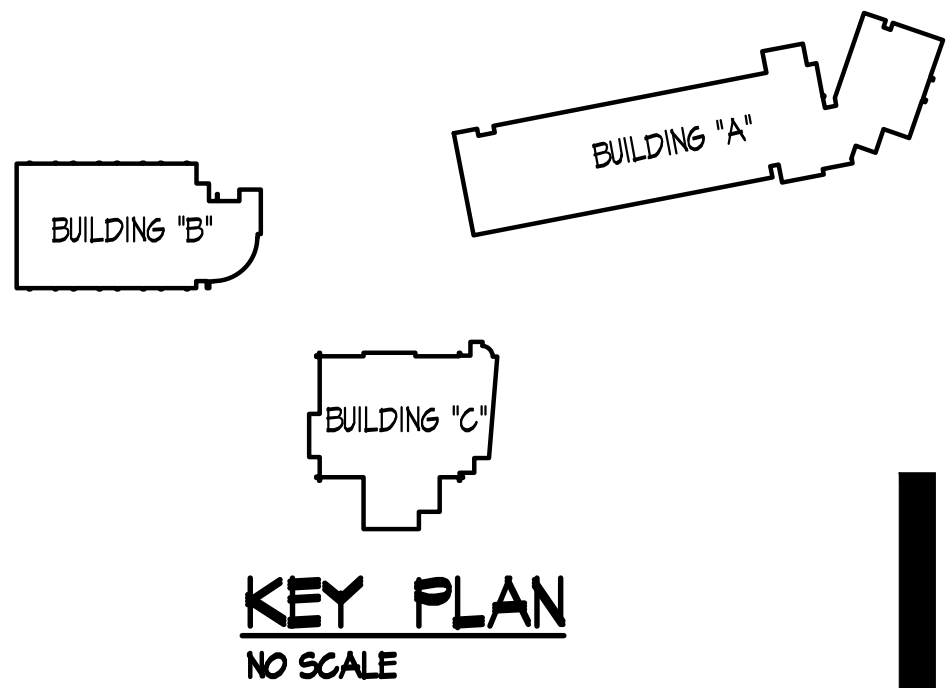 BUILDING "A"
BUILDING "B"
BUILDING "C"
KEY PLAN
NO SCALE